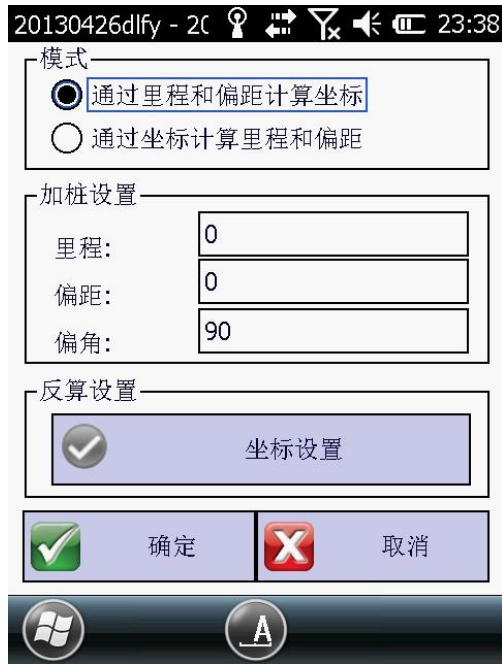 20130426dlfy - 2( 23:38
模式
通过里程和偏距计算坐标
通过坐标计算里程和偏距
加桩设置
里程: 0
偏距: 0
偏角: 90
反算设置
坐标设置
确定 取消
A